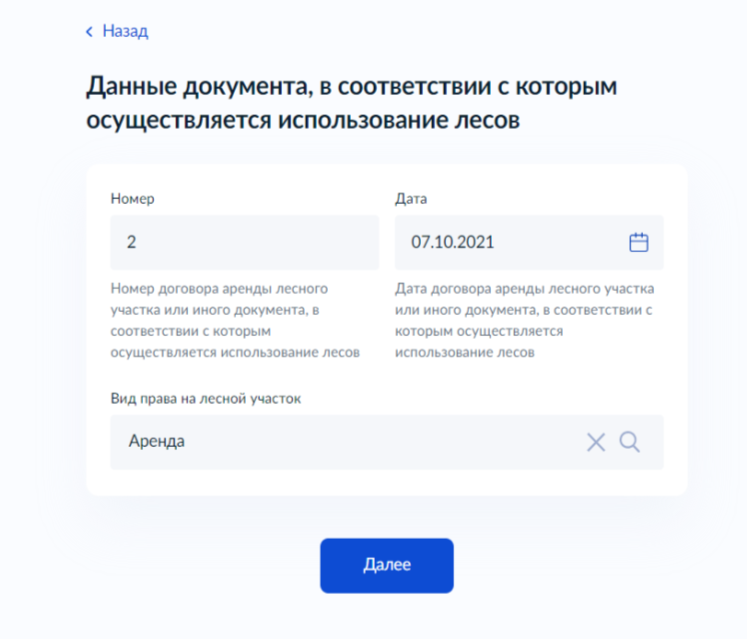 Назад
Данные документа, в соответствии с которым
осуществляется использование лесов
Номер
Дата
2
07.10.2021
Номер договора аренды лесного
участка или иного документа, в
соответствии с которым
осуществляется использование лесов
Дата договора аренды лесного участка
или иного документа, в соответствии с
которым осуществляется
использование лесов
Вид права на лесной участок
Аренда
Далее